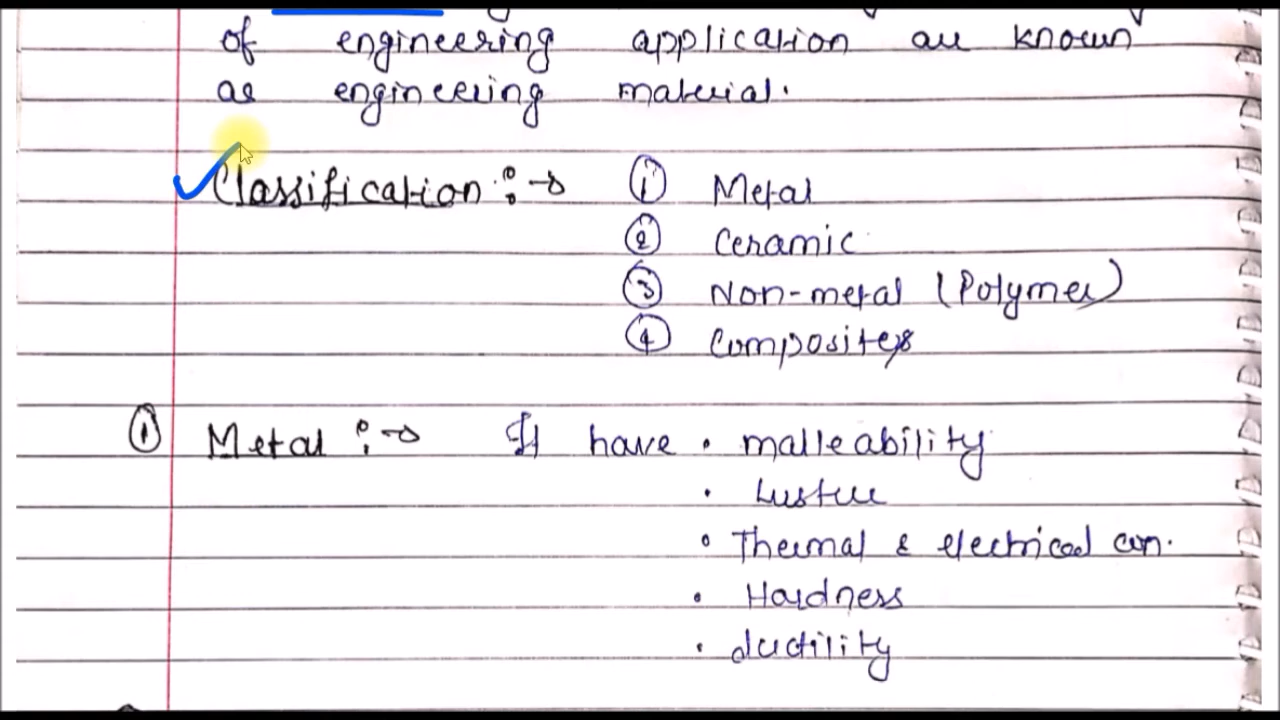 of engineering application are known
as engineering material.
Classification :→ ① Metal
② Ceramic
③ Non-metal (Polymer)
④ Composites
① Metal :→ It have • malleability
• Lustre
• Thermal & electrical con.
• Hardness
• ductility